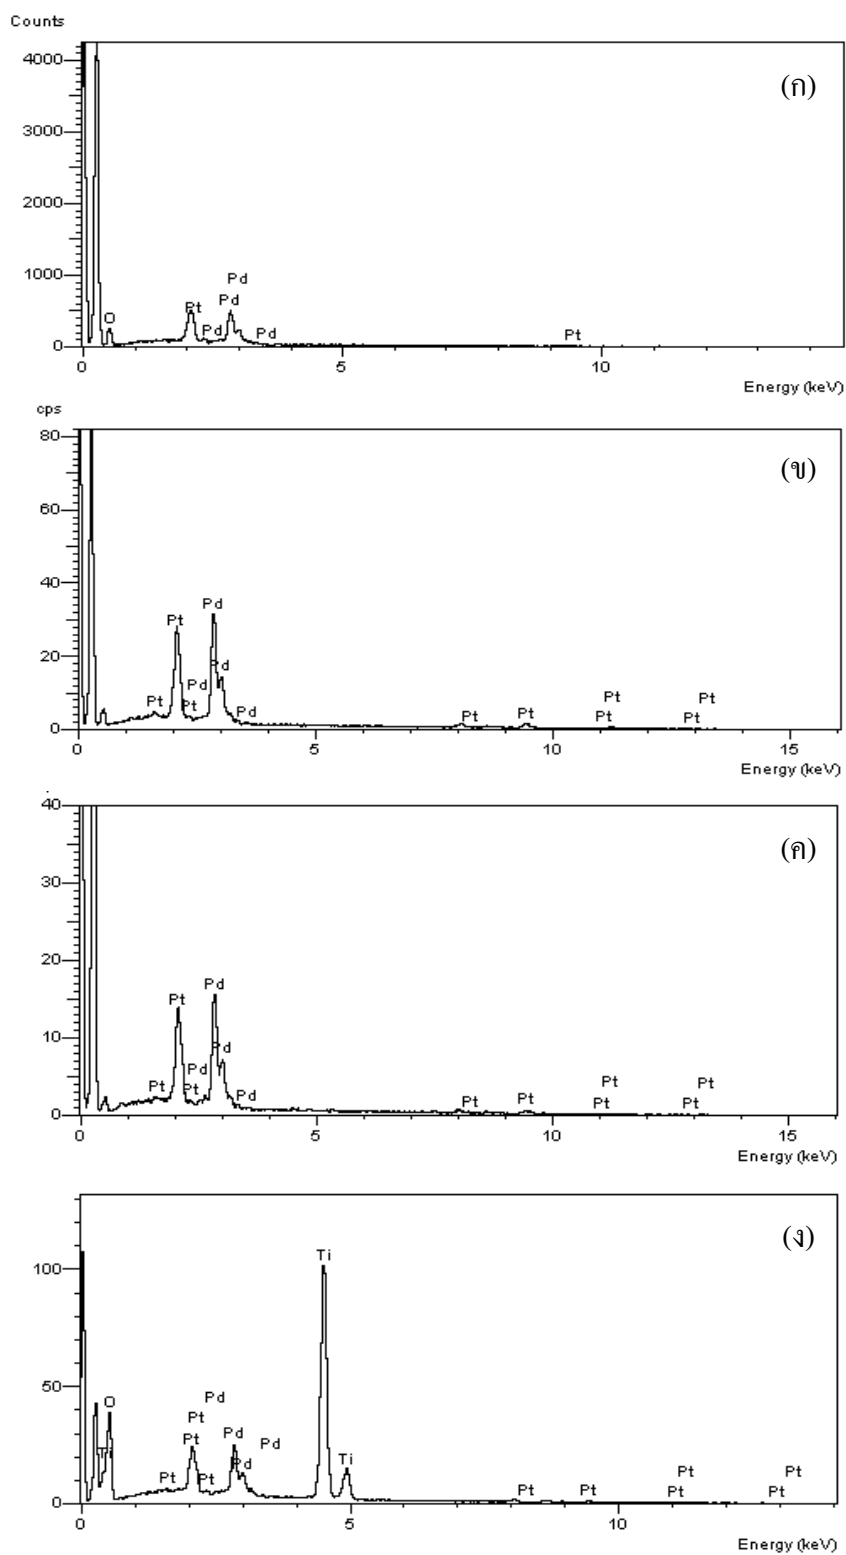 Counts
4000
(ก)
3000
2000
1000
Pd
Pd
Pt
O
Pd
Pd
Pt
0
0
5
10
Energy (keV)
cps
80
(ข)
60
40
Pd
Pt
20
Pd
Pd
Pt
Pt
Pd
Pt
Pt
Pt
Pt
Pt
Pt
0
0
5
10
15
Energy (keV)
40
(ค)
30
20
Pd
Pt
10
Pd
Pd
Pt
Pt
Pd
Pt
Pt
Pt
Pt
Pt
Pt
0
0
5
10
15
Energy (keV)
(ง)
Ti
100
50
O
Pd
Pt
Pt
Pd
Pd
Pd
Ti
Pt
Pt
Pt
Pt
Pt
Pt
Pt
Pt
0
0
5
10
Energy (keV)